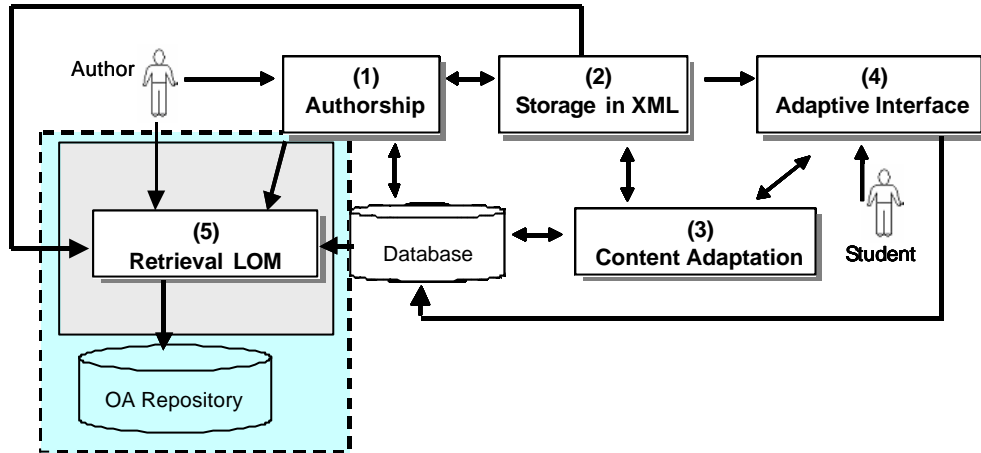 Author
(1)
Authorship
(2)
Storage in XML
(4)
Adaptive Interface
(5)
Retrieval LOM
Database
(3)
Content Adaptation
Student
OA Repository